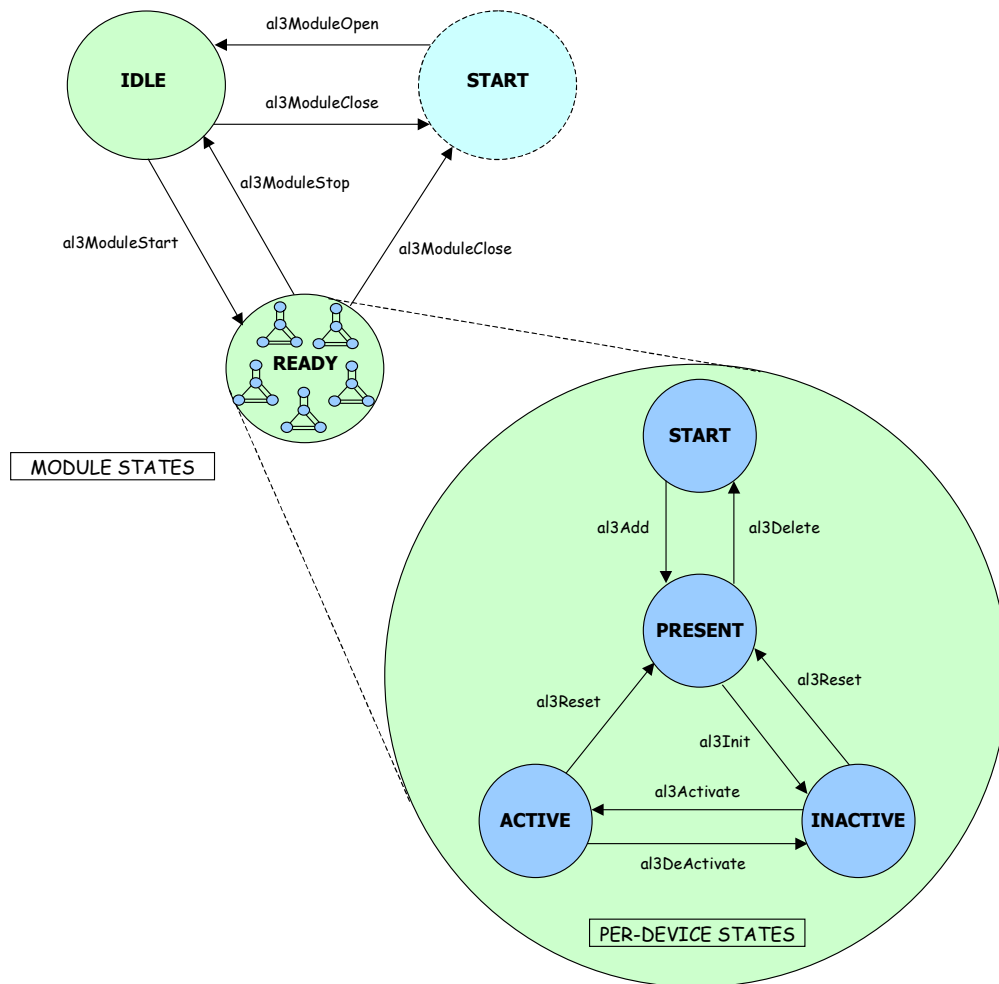 al3ModuleOpen
IDLE
START
al3ModuleClose
al3ModuleStop
al3ModuleStart
al3ModuleClose
READY
MODULE STATES
START
al3Add
al3Delete
PRESENT
al3Reset
al3Reset
al3Init
al3Activate
ACTIVE
INACTIVE
al3DeActivate
PER-DEVICE STATES